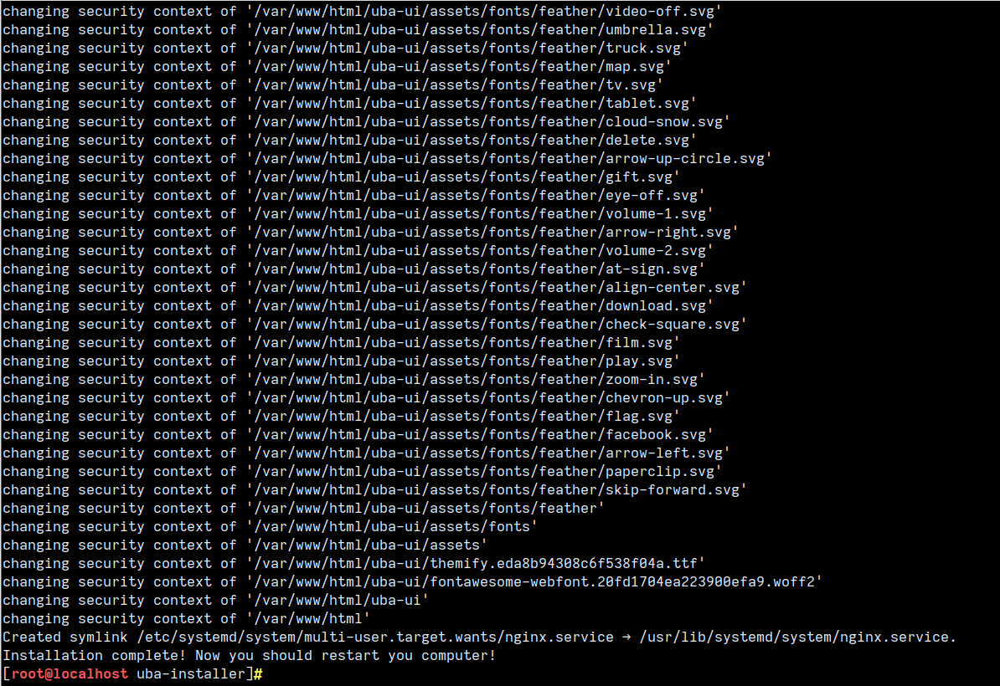 changing security context of '/var/www/html/uba-ui/assets/fonts/feather/video-off.svg'
changing security context of '/var/www/html/uba-ui/assets/fonts/feather/umbrella.svg'
changing security context of '/var/www/html/uba-ui/assets/fonts/feather/truck.svg'
changing security context of '/var/www/html/uba-ui/assets/fonts/feather/map.svg'
changing security context of '/var/www/html/uba-ui/assets/fonts/feather/tv.svg'
changing security context of '/var/www/html/uba-ui/assets/fonts/feather/tablet.svg'
changing security context of '/var/www/html/uba-ui/assets/fonts/feather/cloud-snow.svg'
changing security context of '/var/www/html/uba-ui/assets/fonts/feather/delete.svg'
changing security context of '/var/www/html/uba-ui/assets/fonts/feather/arrow-up-circle.svg'
changing security context of '/var/www/html/uba-ui/assets/fonts/feather/gift.svg'
changing security context of '/var/www/html/uba-ui/assets/fonts/feather/eye-off.svg'
changing security context of '/var/www/html/uba-ui/assets/fonts/feather/volume-1.svg'
changing security context of '/var/www/html/uba-ui/assets/fonts/feather/arrow-right.svg'
changing security context of '/var/www/html/uba-ui/assets/fonts/feather/volume-2.svg'
changing security context of '/var/www/html/uba-ui/assets/fonts/feather/at-sign.svg'
changing security context of '/var/www/html/uba-ui/assets/fonts/feather/align-center.svg'
changing security context of '/var/www/html/uba-ui/assets/fonts/feather/download.svg'
changing security context of '/var/www/html/uba-ui/assets/fonts/feather/check-square.svg'
changing security context of '/var/www/html/uba-ui/assets/fonts/feather/film.svg'
changing security context of '/var/www/html/uba-ui/assets/fonts/feather/play.svg'
changing security context of '/var/www/html/uba-ui/assets/fonts/feather/zoom-in.svg'
changing security context of '/var/www/html/uba-ui/assets/fonts/feather/chevron-up.svg'
changing security context of '/var/www/html/uba-ui/assets/fonts/feather/flag.svg'
changing security context of '/var/www/html/uba-ui/assets/fonts/feather/facebook.svg'
changing security context of '/var/www/html/uba-ui/assets/fonts/feather/arrow-left.svg'
changing security context of '/var/www/html/uba-ui/assets/fonts/feather/paperclip.svg'
changing security context of '/var/www/html/uba-ui/assets/fonts/feather/skip-forward.svg'
changing security context of '/var/www/html/uba-ui/assets/fonts/feather'
changing security context of '/var/www/html/uba-ui/assets/fonts'
changing security context of '/var/www/html/uba-ui/assets'
changing security context of '/var/www/html/uba-ui/themify.eda8b94308c6f538f04a.ttf'
changing security context of '/var/www/html/uba-ui/fontawesome-webfont.20fd1704ea223900efa9.woff2'
changing security context of '/var/www/html/uba-ui'
changing security context of '/var/www/html'
Created symlink /etc/systemd/system/multi-user.target.wants/nginx.service → /usr/lib/systemd/system/nginx.service.
Installation complete! Now you should restart you computer!
[root@localhost uba-installer]#